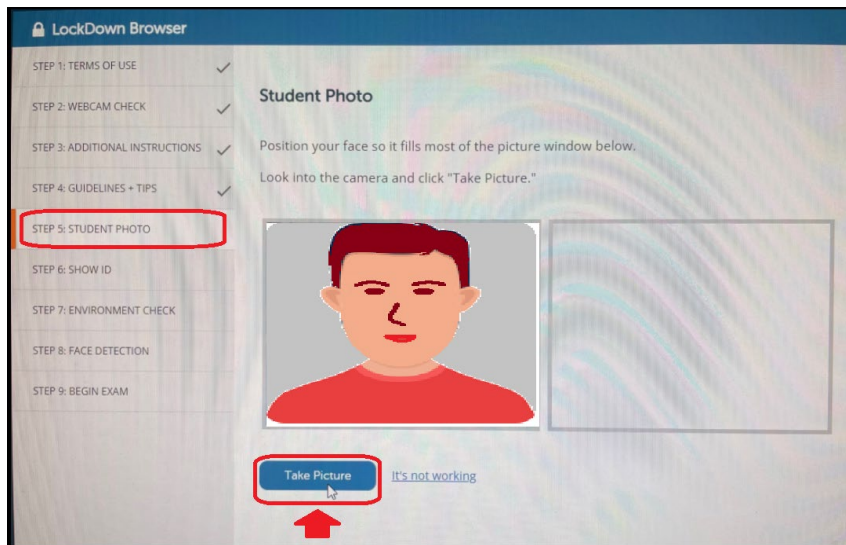 LockDown Browser
STEP 1: TERMS OF USE
STEP 2: WEBCAM CHECK
STEP 3: ADDITIONAL INSTRUCTIONS
STEP 4: GUIDELINES + TIPS
STEP 5: STUDENT PHOTO
STEP 6: SHOW ID
STEP 7: ENVIRONMENT CHECK
STEP 8: FACE DETECTION
STEP 9: BEGIN EXAM
Student Photo
Position your face so it fills most of the picture window below.
Look into the camera and click "Take Picture."
Take Picture
It's not working